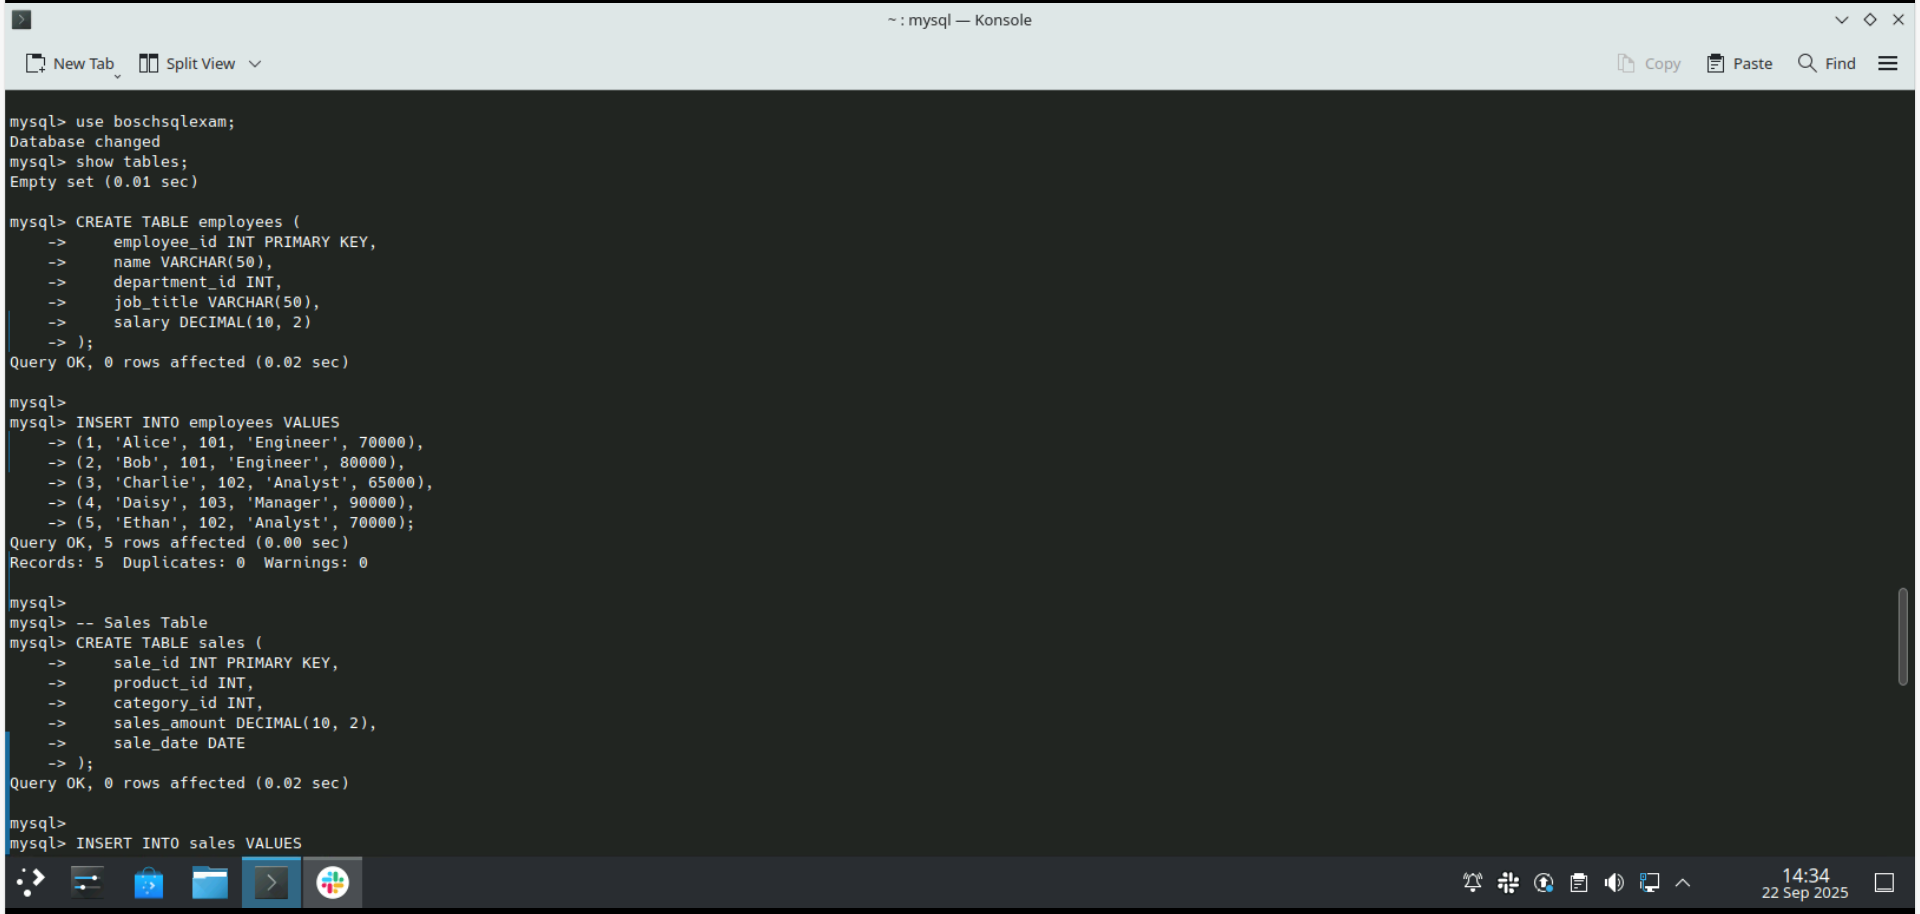 ~ : mysql — Konsole
New Tab
Split View
Copy
Paste
Find
mysql> use boschsqlexam;
Database changed
mysql> show tables;
Empty set (0.01 sec)
mysql> CREATE TABLE employees (
    ->     employee_id INT PRIMARY KEY,
    ->     name VARCHAR(50),
    ->     department_id INT,
    ->     job_title VARCHAR(50),
    ->     salary DECIMAL(10, 2)
    -> );
Query OK, 0 rows affected (0.02 sec)
mysql>
mysql> INSERT INTO employees VALUES
    -> (1, 'Alice', 101, 'Engineer', 70000),
    -> (2, 'Bob', 101, 'Engineer', 80000),
    -> (3, 'Charlie', 102, 'Analyst', 65000),
    -> (4, 'Daisy', 103, 'Manager', 90000),
    -> (5, 'Ethan', 102, 'Analyst', 70000);
Query OK, 5 rows affected (0.00 sec)
Records: 5  Duplicates: 0  Warnings: 0
mysql>
mysql> -- Sales Table
mysql> CREATE TABLE sales (
    ->     sale_id INT PRIMARY KEY,
    ->     product_id INT,
    ->     category_id INT,
    ->     sales_amount DECIMAL(10, 2),
    ->     sale_date DATE
    -> );
Query OK, 0 rows affected (0.02 sec)
mysql>
mysql> INSERT INTO sales VALUES
14:34
22 Sep 2025